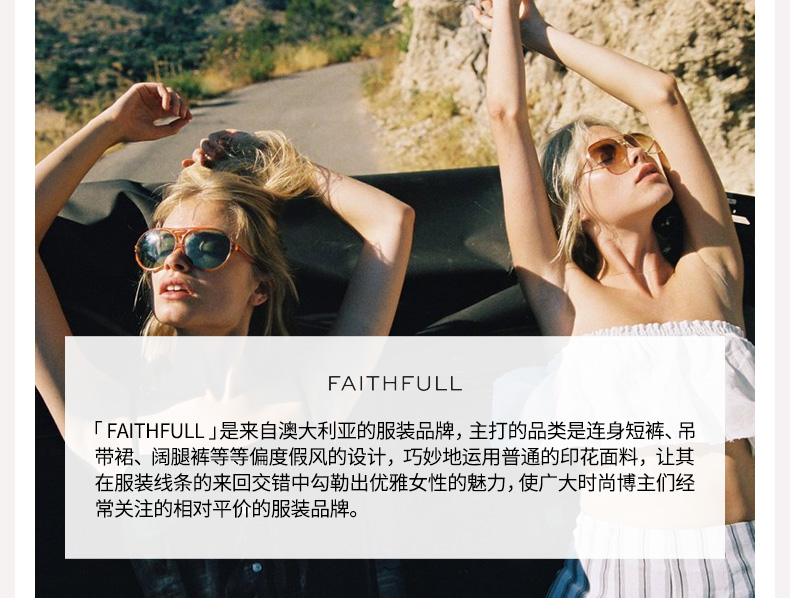 FAITHFULL
「FAITHFULL」是来自澳大利亚的服装品牌，主打的品类是连身短裤、吊
带裙、阔腿裤等等偏度假风的设计，巧妙地运用普通的印花面料，让其
在服装线条的来回交错中勾勒出优雅女性的魅力，使广大时尚博主们经
常关注的相对平价的服装品牌。